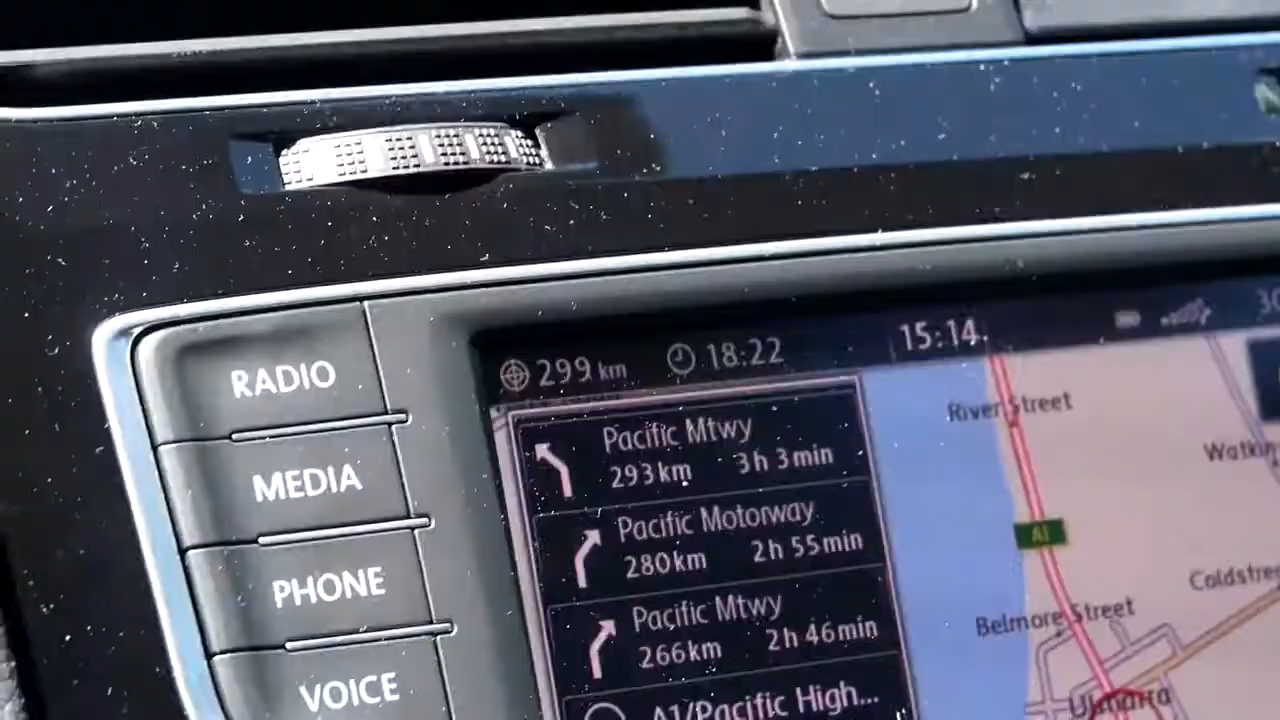 299 km 18:22 15:14
RADIO
MEDIA
PHONE
VOICE
Pacific Mtwy
293km 3h 3min
Pacific Motorway
280km 2h 55min
Pacific Mtwy
266km 2h 46min
A1/Pacific High...
River Street
A1
Belmore Street
Ulmarra